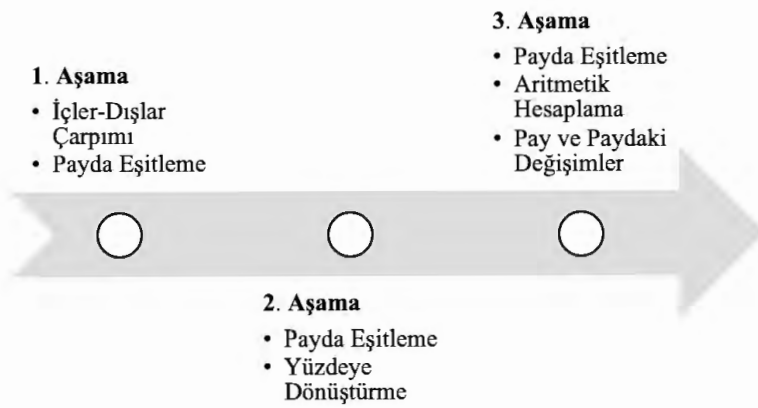 1. Aşama
• İçler-Dışlar
Çarpımı
• Payda Eşitleme
2. Aşama
• Payda Eşitleme
• Yüzdeye
Dönüştürme
3. Aşama
• Payda Eşitleme
• Aritmetik
Hesaplama
• Pay ve Paydaki
Değişimler